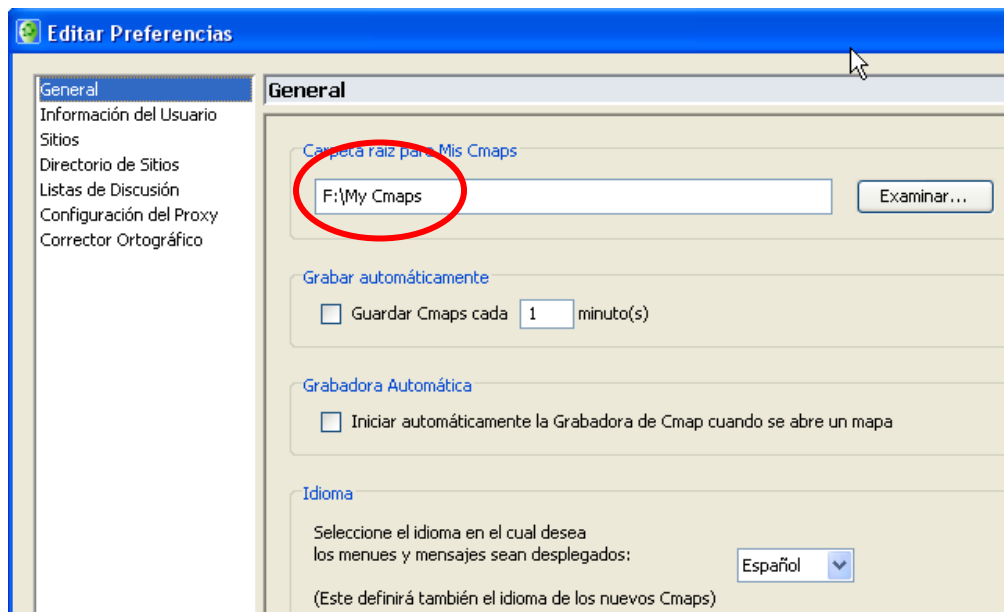 Editar Preferencias
General
Información del Usuario
Sitios
Directorio de Sitios
Listas de Discusión
Configuración del Proxy
Corrector Ortográfico
General
Carpeta raíz para Mis Cmaps
F:\My Cmaps
Examinar...
Grabar automáticamente
Guardar Cmaps cada 1 minuto(s)
Grabadora Automática
Iniciar automáticamente la Grabadora de Cmap cuando se abre un mapa
Idioma
Seleccione el idioma en el cual desea
los menues y mensajes sean desplegados:
Español
(Este definirá también el idioma de los nuevos Cmaps)